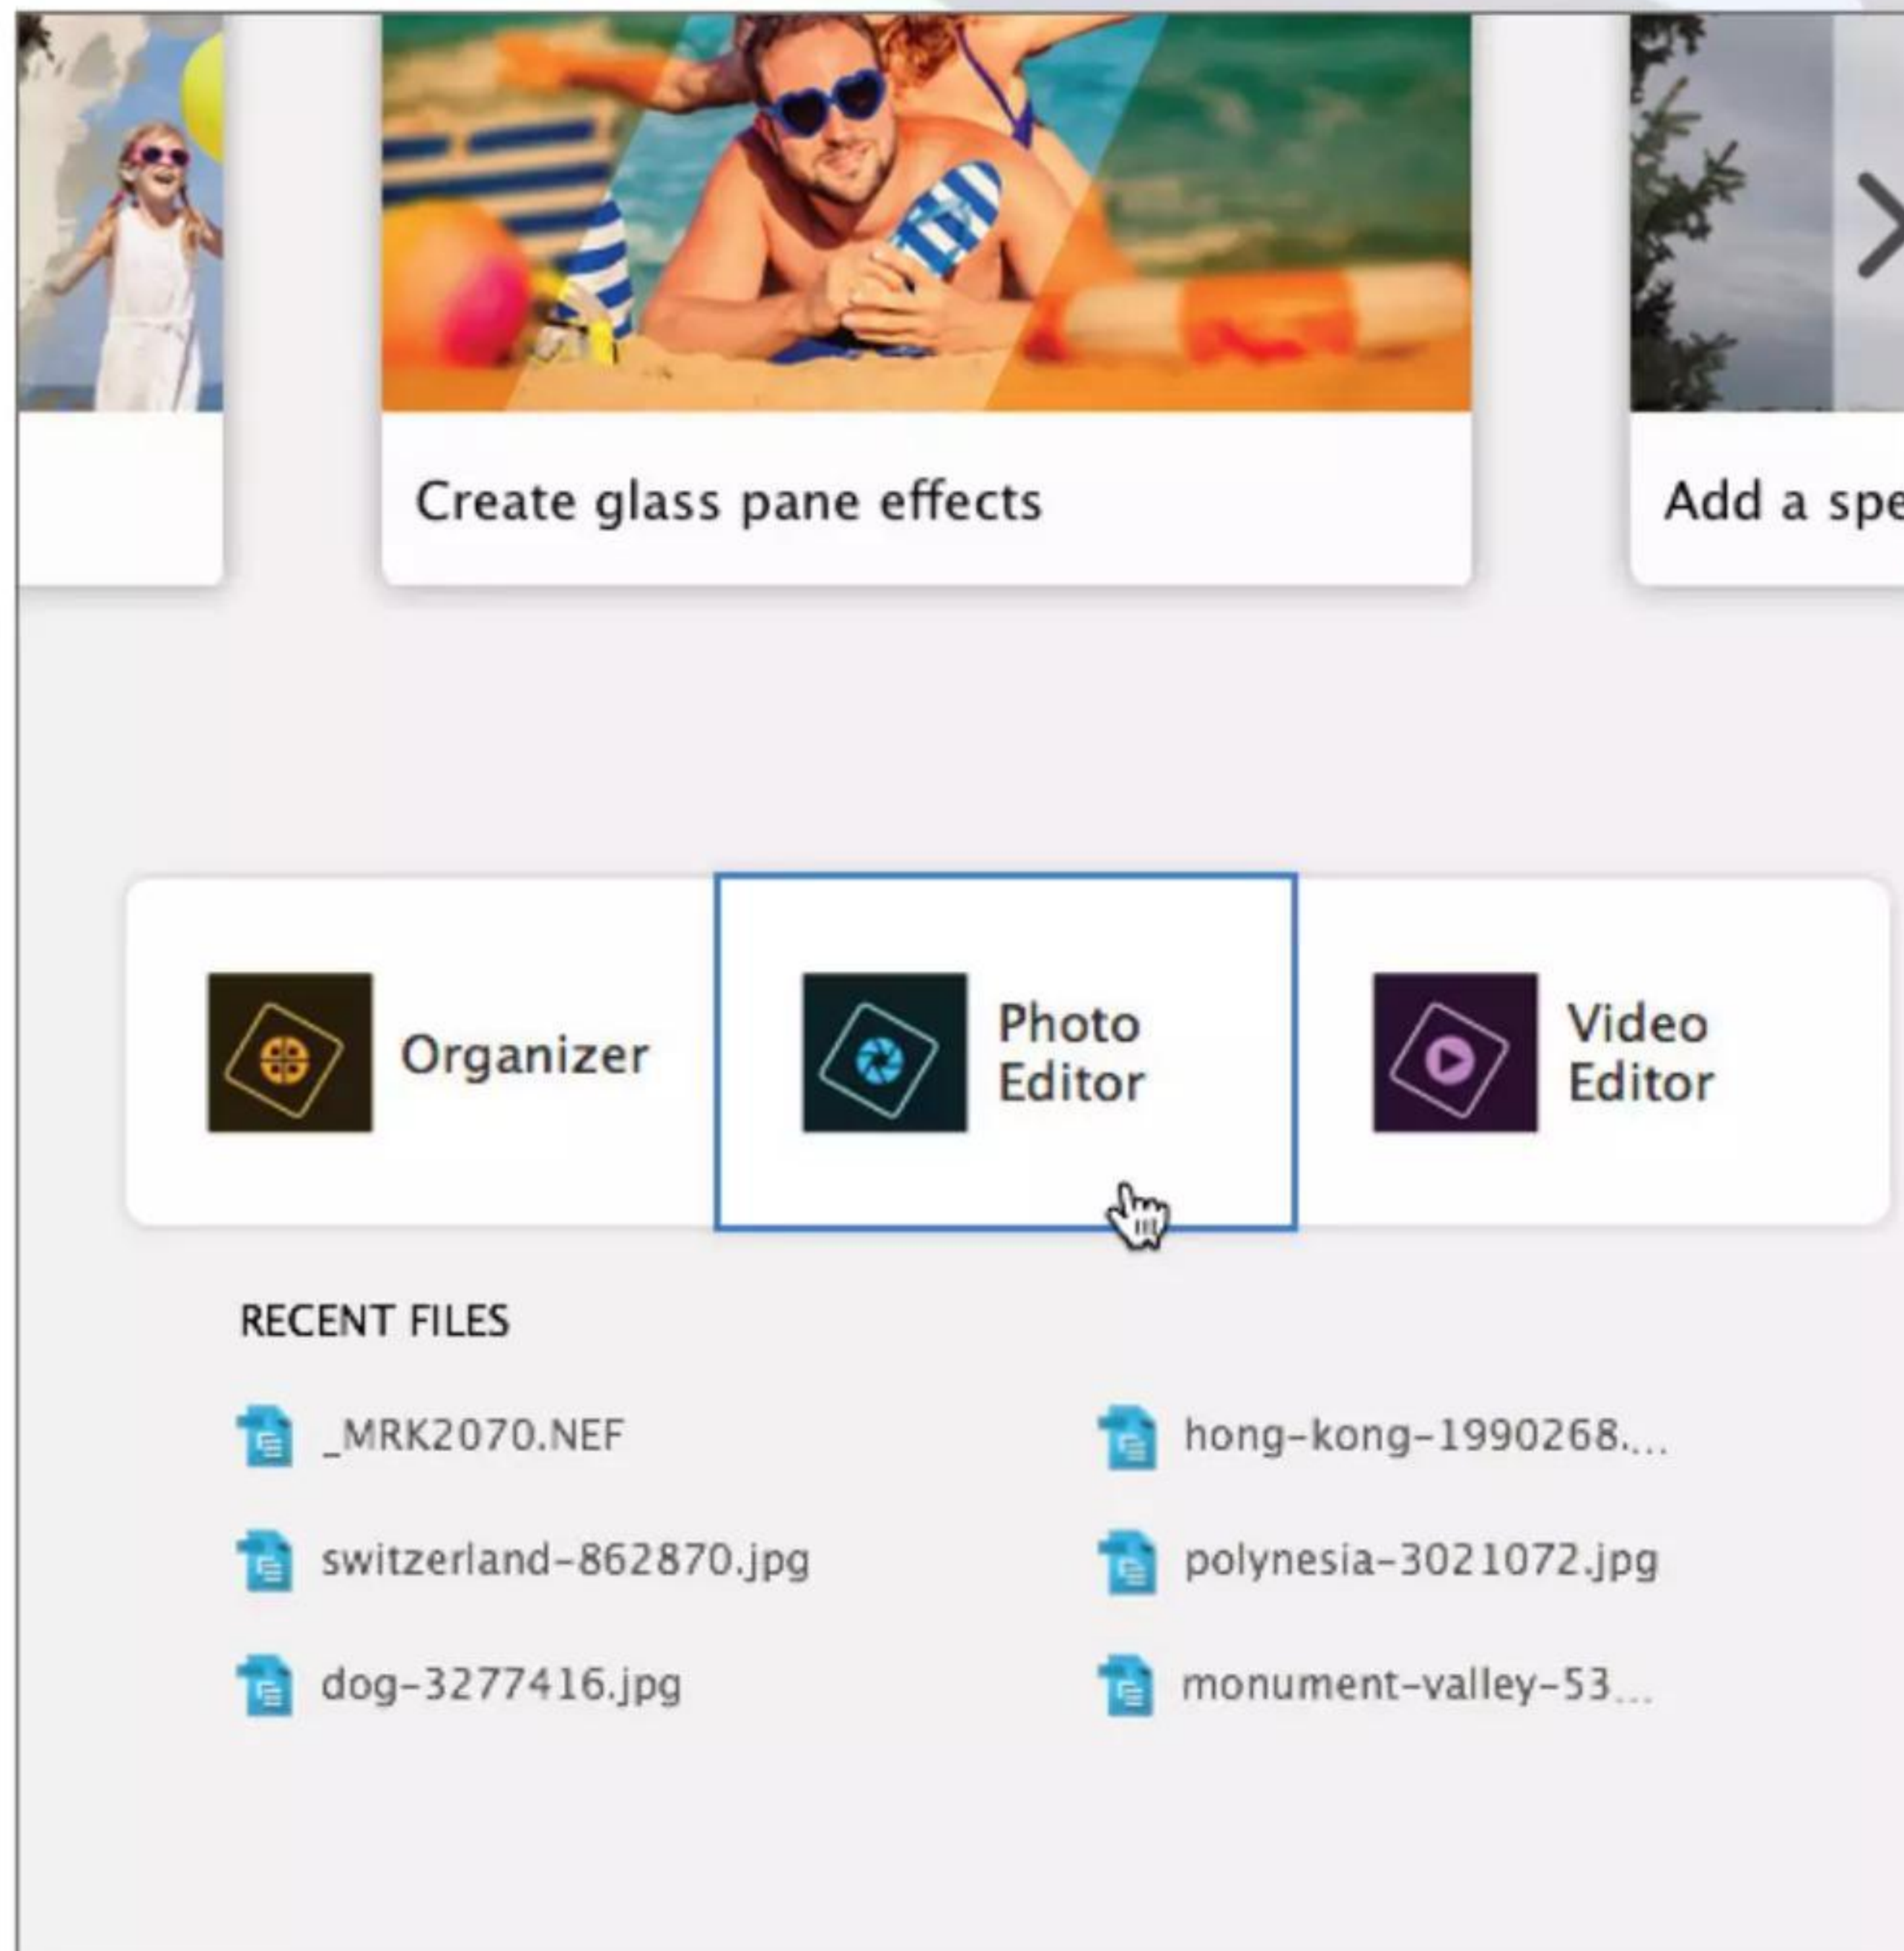 Create glass pane effects
Add a spe
Organizer
Photo
Editor
Video
Editor
RECENT FILES
_MRK2070.NEF
hong-kong-1990268....
switzerland-862870.jpg
polynesia-3021072.jpg
dog-3277416.jpg
monument-valley-53...